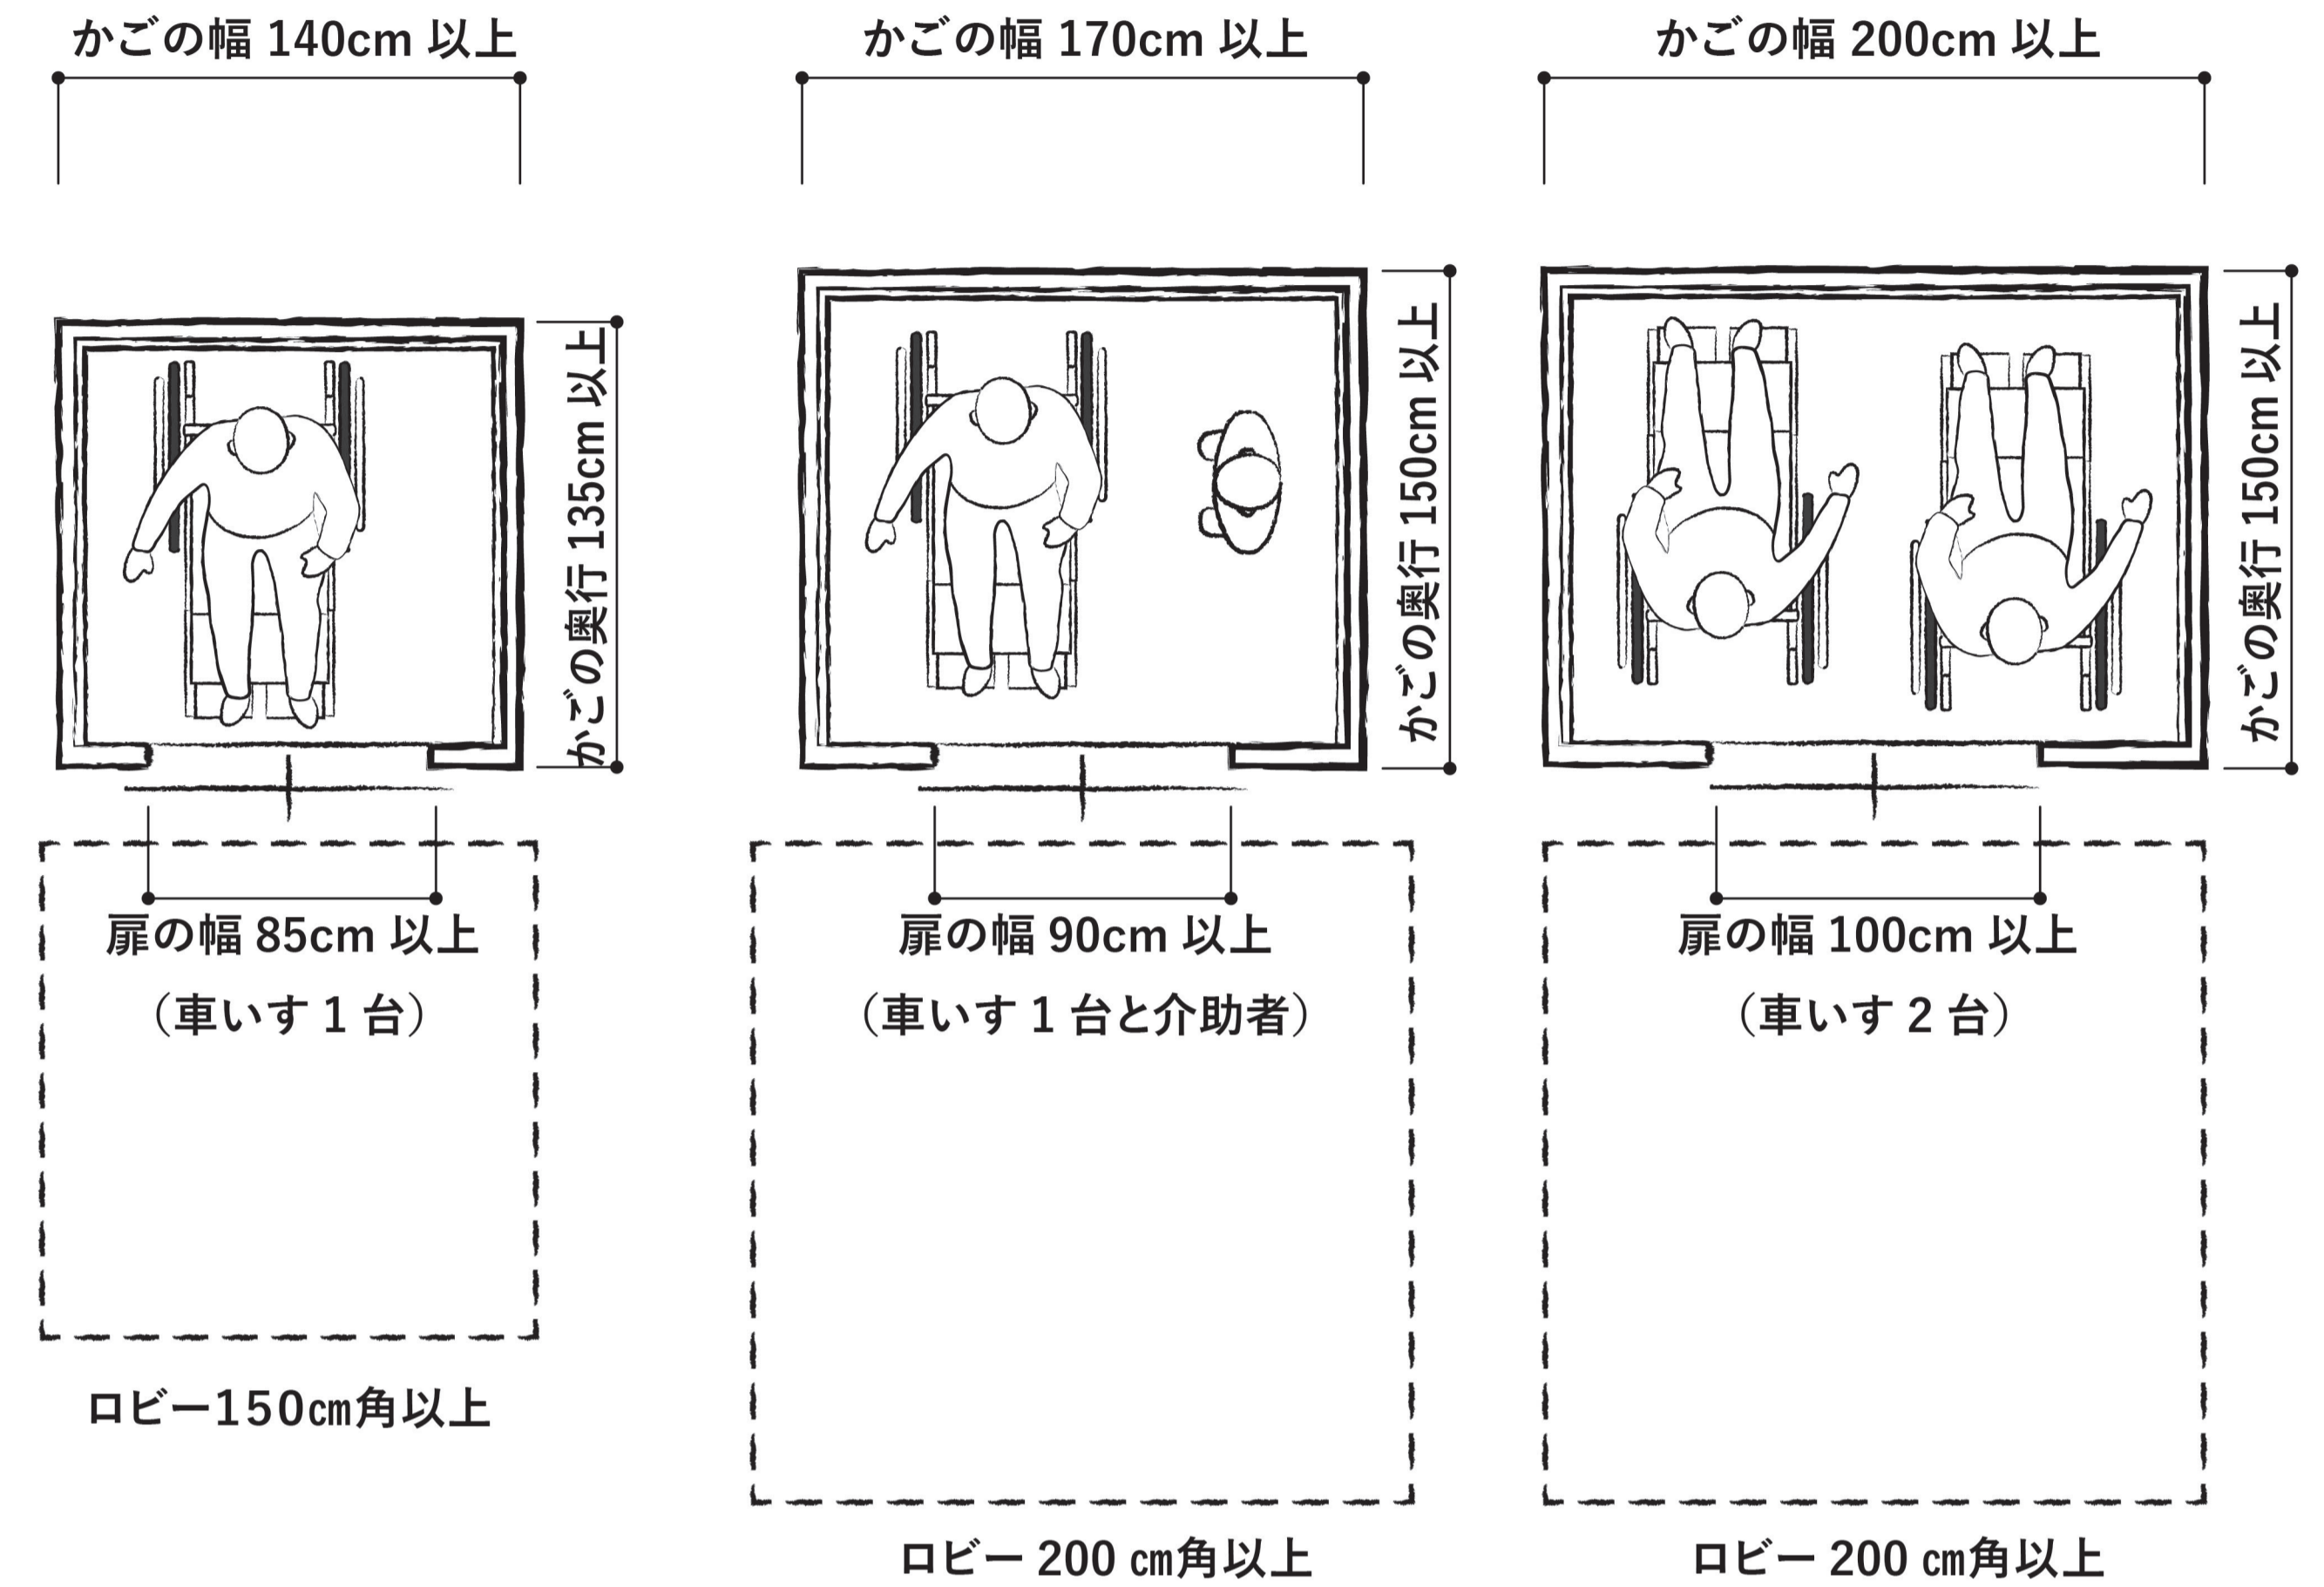 かごの幅 140cm 以上
かごの奥行 135cm 以上
扉の幅 85cm 以上
（車いす 1 台）
ロビー150㎝角以上
かごの幅 170cm 以上
かごの奥行 150cm 以上
扉の幅 90cm 以上
（車いす 1 台と介助者）
ロビー 200 ㎝角以上
かごの幅 200cm 以上
かごの奥行 150cm 以上
扉の幅 100cm 以上
（車いす 2 台）
ロビー 200 ㎝角以上